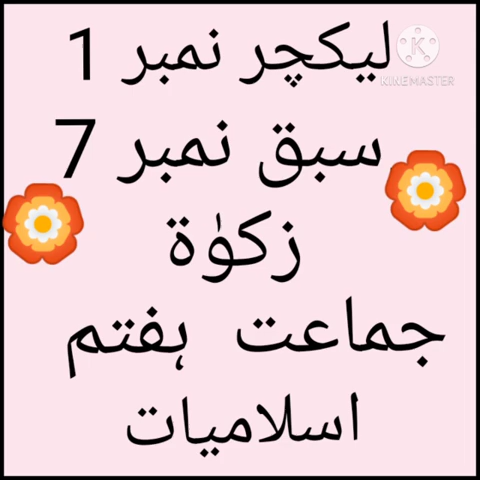 لیکچر نمبر 1
KINEMASTER
سبق نمبر 7
زکوٰۃ
جماعت ہفتم
اسلامیات